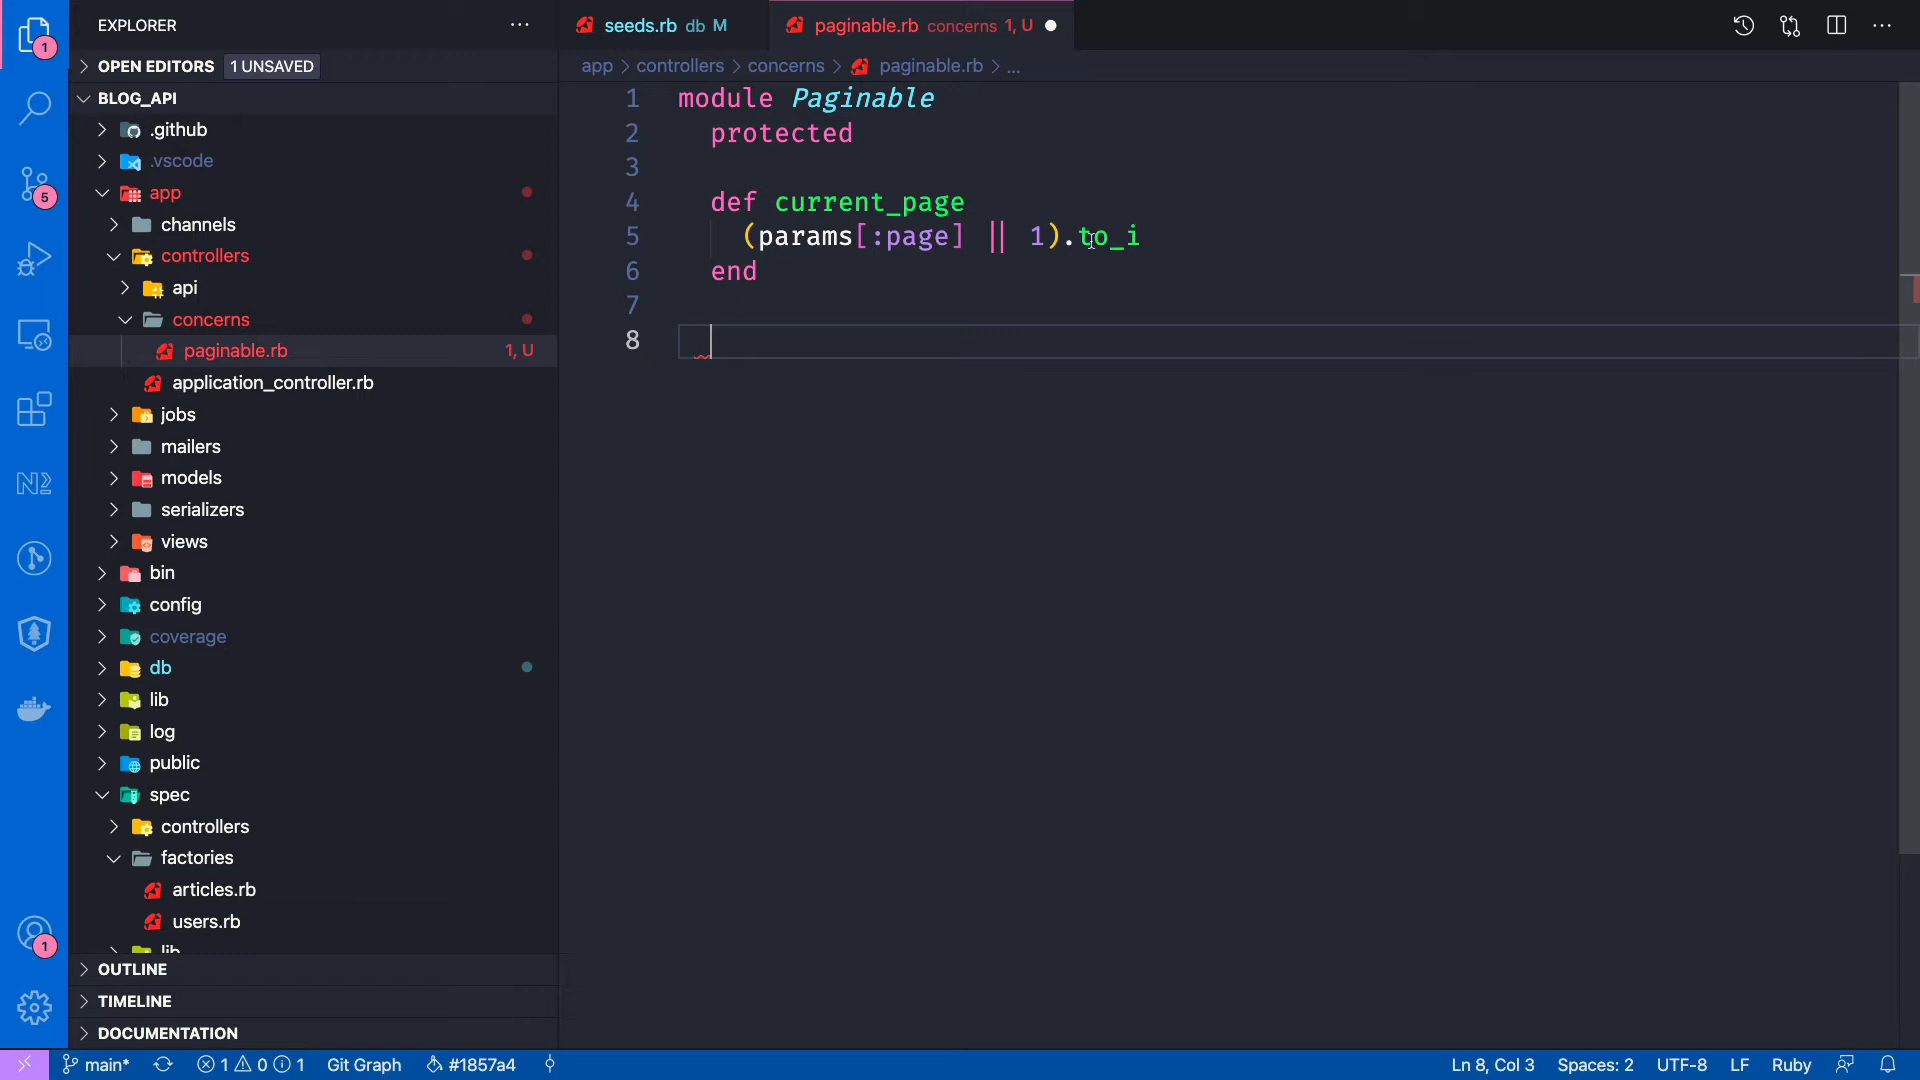 EXPLORER
seeds.rb db M
paginable.rb concerns 1, U
OPEN EDITORS 1 UNSAVED
app > controllers > concerns > paginable.rb > ...
BLOG_API
.github
.vscode
app
channels
controllers
api
concerns
paginable.rb 1, U
application_controller.rb
jobs
mailers
models
serializers
views
bin
config
coverage
db
lib
log
public
spec
controllers
factories
articles.rb
users.rb
lib
OUTLINE
TIMELINE
DOCUMENTATION
1 module Paginable
2 protected
3
4 def current_page
5 (params[:page] || 1).to_i
6 end
7
8
1
5
1
main* 1 0 1 Git Graph #1857a4
Ln 8, Col 3 Spaces: 2 UTF-8 LF Ruby